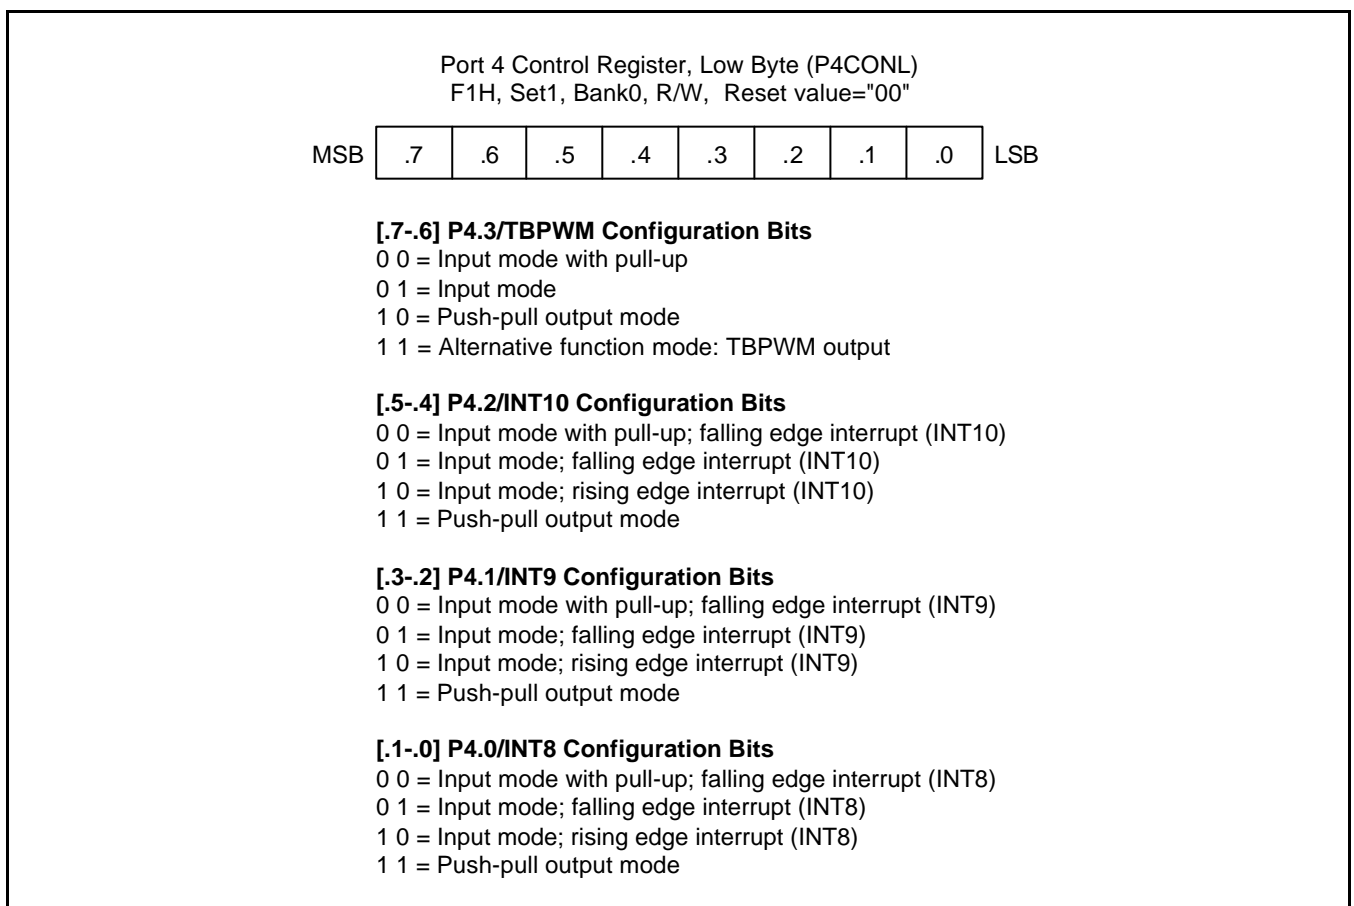 Port 4 Control Register, Low Byte (P4CONL)
F1H, Set1, Bank0, R/W, Reset value="00"
MSB .7 .6 .5 .4 .3 .2 .1 .0 LSB
[.7-.6] P4.3/TBPWM Configuration Bits
0 0 = Input mode with pull-up
0 1 = Input mode
1 0 = Push-pull output mode
1 1 = Alternative function mode: TBPWM output
[.5-.4] P4.2/INT10 Configuration Bits
0 0 = Input mode with pull-up; falling edge interrupt (INT10)
0 1 = Input mode; falling edge interrupt (INT10)
1 0 = Input mode; rising edge interrupt (INT10)
1 1 = Push-pull output mode
[.3-.2] P4.1/INT9 Configuration Bits
0 0 = Input mode with pull-up; falling edge interrupt (INT9)
0 1 = Input mode; falling edge interrupt (INT9)
1 0 = Input mode; rising edge interrupt (INT9)
1 1 = Push-pull output mode
[.1-.0] P4.0/INT8 Configuration Bits
0 0 = Input mode with pull-up; falling edge interrupt (INT8)
0 1 = Input mode; falling edge interrupt (INT8)
1 0 = Input mode; rising edge interrupt (INT8)
1 1 = Push-pull output mode